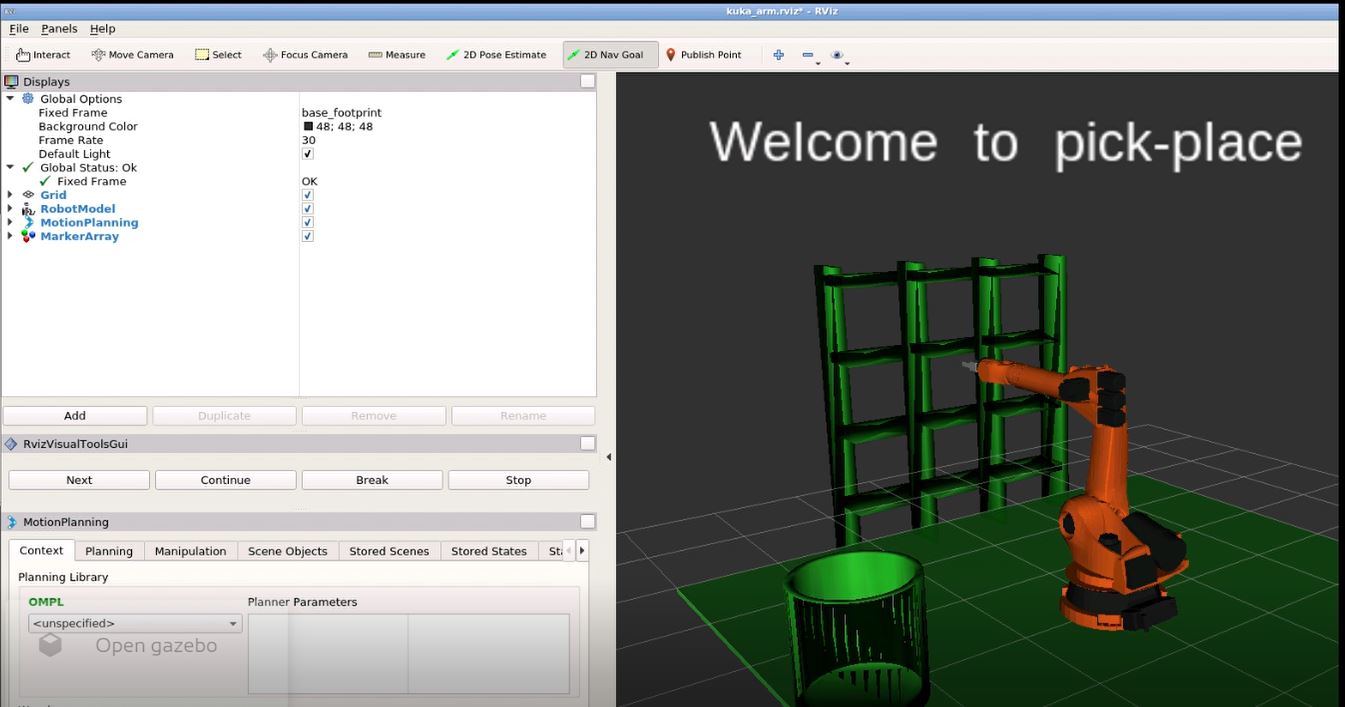 kuka_arm.rviz* - RViz
File Panels Help
Interact Move Camera Select Focus Camera Measure 2D Pose Estimate 2D Nav Goal Publish Point
Displays
Global Options
Fixed Frame base_footprint
Background Color 48; 48; 48
Frame Rate 30
Default Light
Global Status: Ok
Fixed Frame OK
Grid
RobotModel
MotionPlanning
MarkerArray
Add Duplicate Remove Rename
RvizVisualToolsGui
Next Continue Break Stop
MotionPlanning
Context Planning Manipulation Scene Objects Stored Scenes Stored States Sta
Planning Library
OMPL Planner Parameters
<unspecified>
Open gazebo
Welcome to pick-place